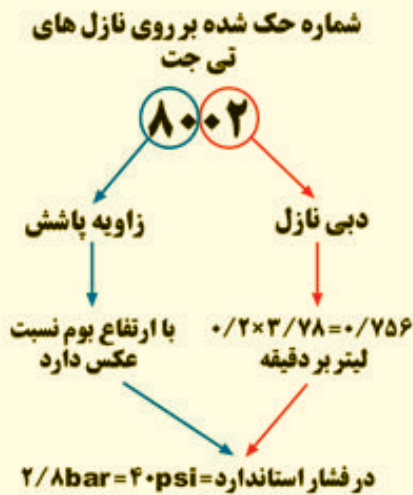 شماره حک شده بر روی نازل های
تی جت
۸۰۰۲
دبی نازل
زاویه پاشش
۰/۲×۳/۷۸=۰/۷۵۶
لیتر بر دقیقه
با ارتفاع بوم نسبت
عکس دارد
در فشار استاندارد=۲/۸bar=۴۰psi